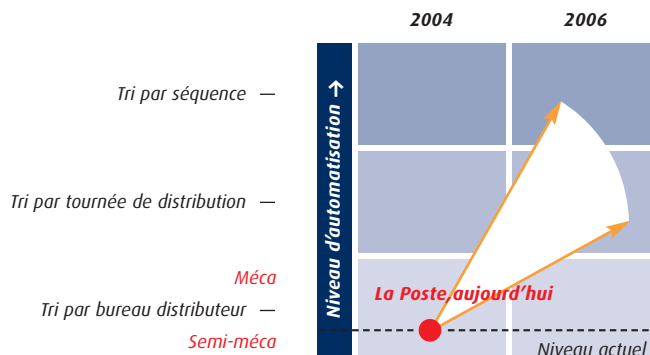 2004 2006
Tri par séquence —
Niveau d'automatisation →
Tri par tournée de distribution —
Méca
La Poste aujourd'hui
Tri par bureau distributeur —
Semi-méca
Niveau actuel